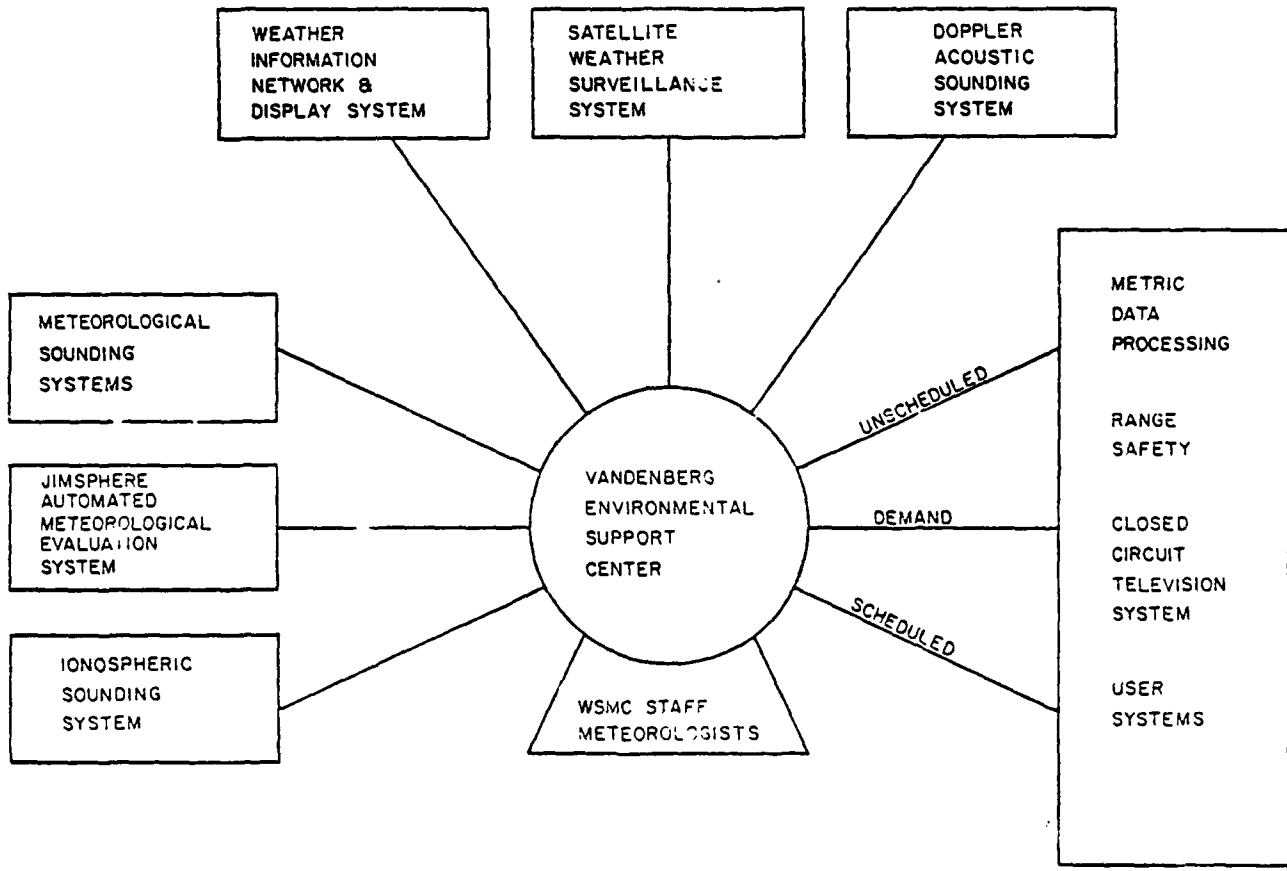 WEATHER
INFORMATION
NETWORK &
DISPLAY SYSTEM
SATELLITE
WEATHER
SURVEILLANCE
SYSTEM
DOPPLER
ACOUSTIC
SOUNDING
SYSTEM
METEOROLOGICAL
SOUNDING
SYSTEMS
JIMSPHERE
AUTOMATED
METEOROLOGICAL
EVALUATION
SYSTEM
IONOSPHERIC
SOUNDING
SYSTEM
VANDENBERG
ENVIRONMENTAL
SUPPORT
CENTER
WSMC STAFF
METEOROLOGISTS
UNSCHEDULED
DEMAND
SCHEDULED
METRIC
DATA
PROCESSING
RANGE
SAFETY
CLOSED
CIRCUIT
TELEVISION
SYSTEM
USER
SYSTEMS